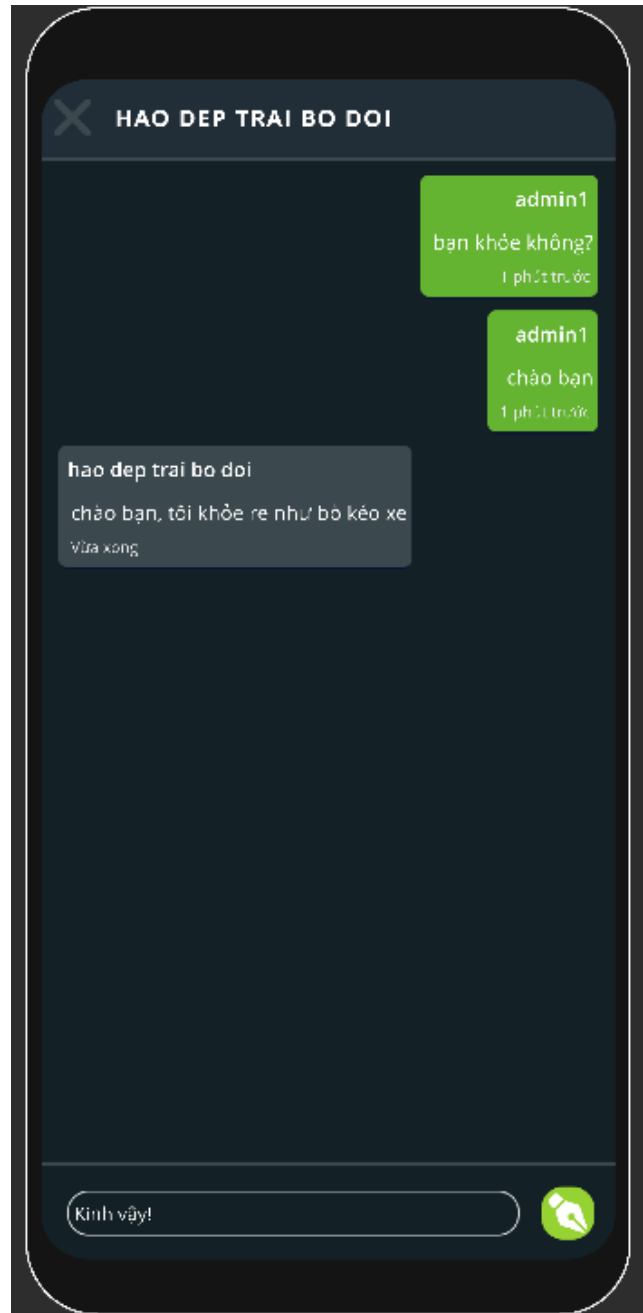 HAO DEP TRAI BO DOI
admin1
bạn khỏe không?
1 phút trước
admin1
chào bạn
1 phút trước
hao dep trai bo doi
chào bạn, tôi khỏe re như bò kéo xe
Vừa xong
Kinh vậy!